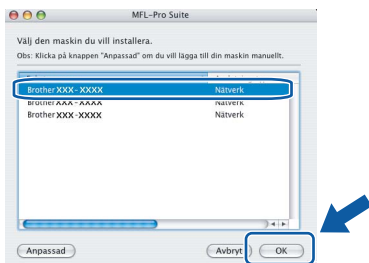 MFL-Pro Suite
Välj den maskin du vill installera.
Obs: Klicka på knappen "Anpassad" om du vill lägga till din maskin manuellt.
Brother XXX-XXXX Nätverk
Brother XXX-XXXX Nätverk
Brother XXX-XXXX Nätverk
Anpassad Avbryt OK